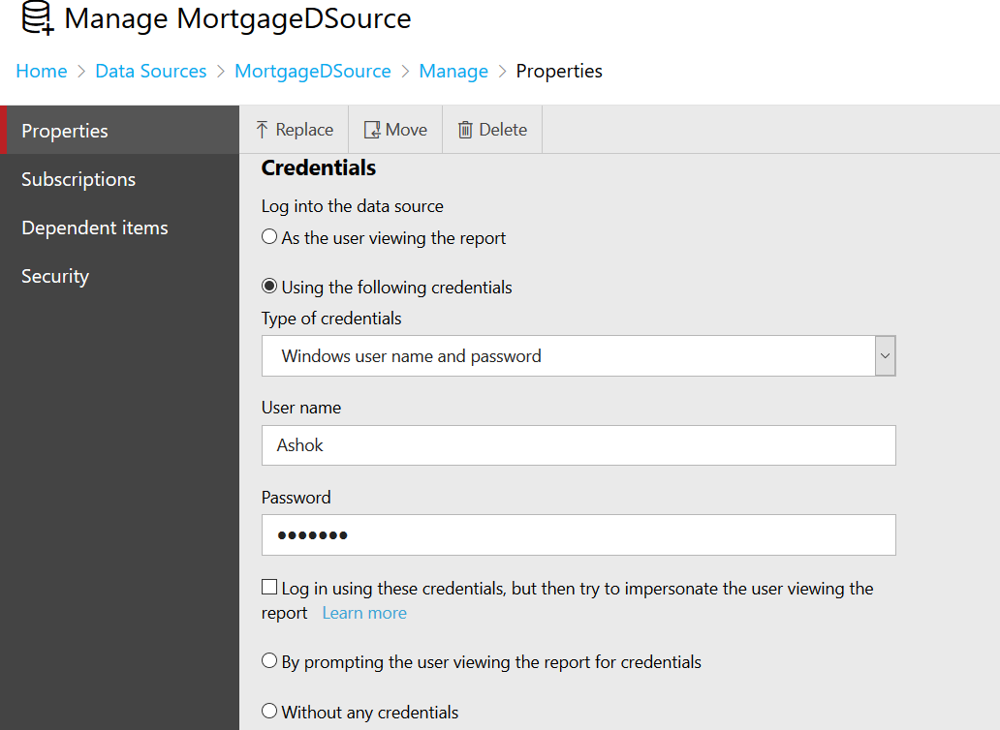 Manage MortgageDSource
Home > Data Sources > MortgageDSource > Manage > Properties
Properties
Subscriptions
Dependent items
Security
Replace
Move
Delete
Credentials
Log into the data source
As the user viewing the report
Using the following credentials
Type of credentials
Windows user name and password
User name
Ashok
Password
•••••••
Log in using these credentials, but then try to impersonate the user viewing the
report Learn more
By prompting the user viewing the report for credentials
Without any credentials